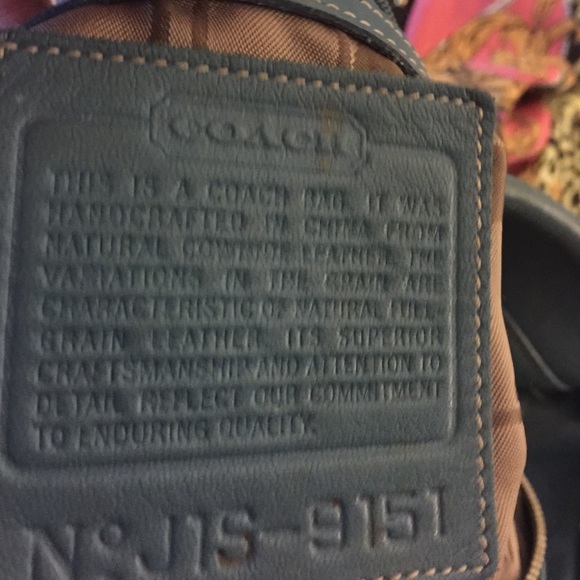 COACH
THIS IS A COACH BAG. IT WAS
HANDCRAFTED IN CHINA FROM
NATURAL COWHIDE LEATHER. THE
VARIATIONS IN THE GRAIN ARE
CHARACTERISTIC OF NATURAL FULL
GRAIN LEATHER. ITS SUPERIOR
CRAFTSMANSHIP AND ATTENTION TO
DETAIL REFLECT OUR COMMITMENT
TO ENDURING QUALITY.
Nº J1S-9151